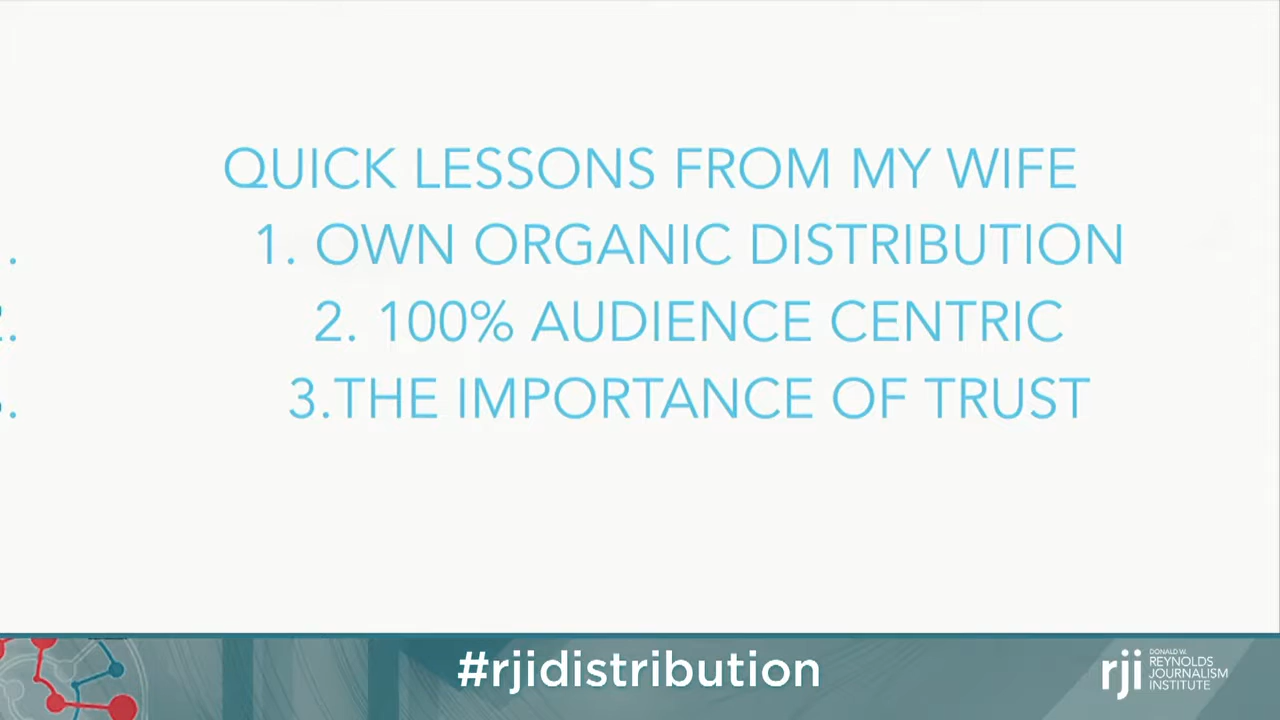 QUICK LESSONS FROM MY WIFE
1. OWN ORGANIC DISTRIBUTION
2. 100% AUDIENCE CENTRIC
3.THE IMPORTANCE OF TRUST
#rjidistribution
rji
DONALD W.
REYNOLDS
JOURNALISM
INSTITUTE